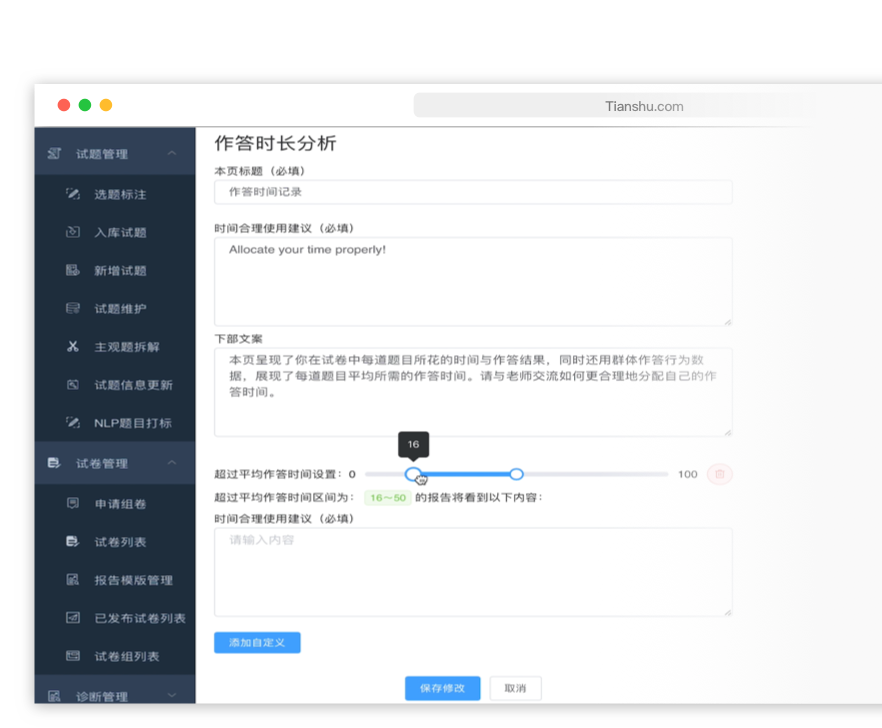 Tianshu.com
试题管理
选题标注
入库试题
新增试题
试题维护
主观题拆解
试题信息更新
NLP题目打标
试卷管理
申请组卷
试卷列表
报告模版管理
已发布试卷列表
试卷组列表
诊断管理
作答时长分析
本页标题（必填）
作答时间记录
时间合理使用建议（必填）
Allocate your time properly!
下部文案
本页呈现了你在试卷中每道题目所花的时间与作答结果，同时还用群体作答行为数
据，展现了每道题目平均所需的作答时间。请与老师交流如何更合理地分配自己的作
答时间。
16
超过平均作答时间设置：0 100
超过平均作答时间区间为： 16～50 的报告将看到以下内容：
时间合理使用建议（必填）
请输入内容
添加自定义
保存修改 取消